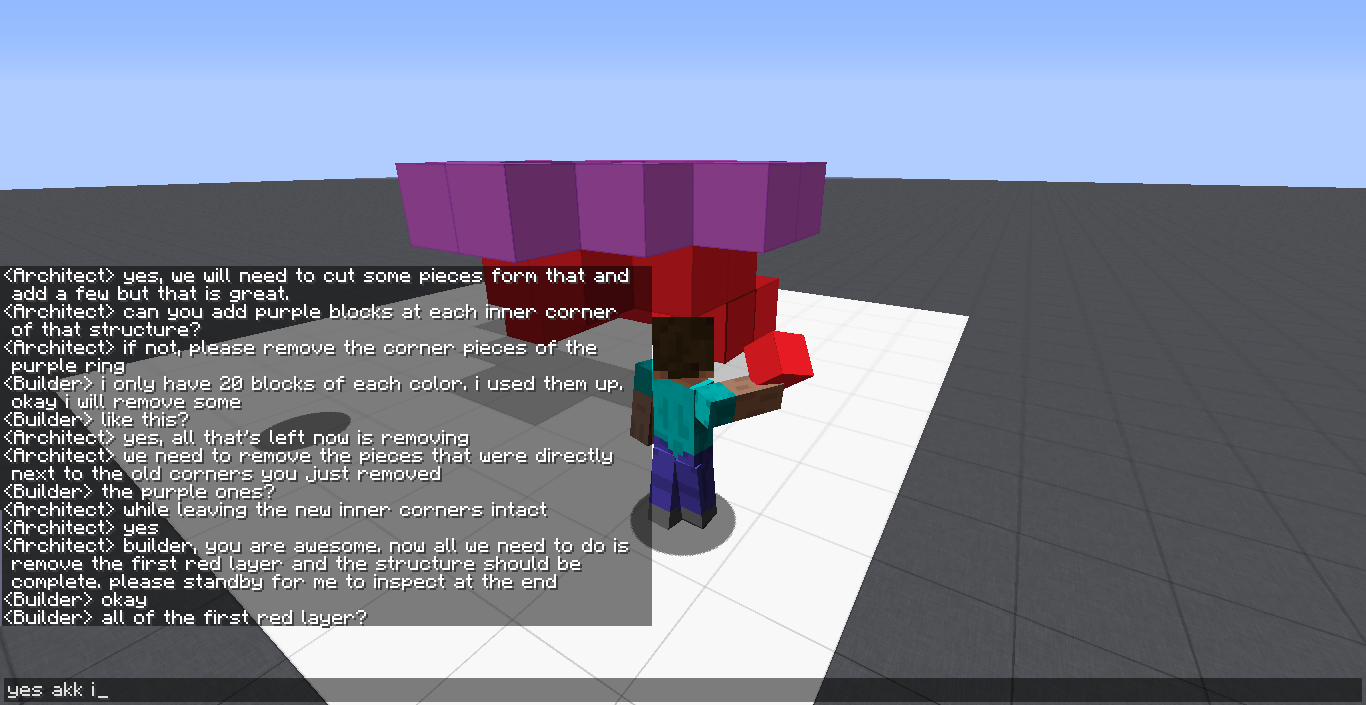 <Architect> yes, we will need to cut some pieces form that and
add a few but that is great.
<Architect> can you add purple blocks at each inner corner
of that structure?
<Architect> if not, please remove the corner pieces of the
purple ring
<Builder> i only have 20 blocks of each color. i used them up.
okay i will remove some
<Builder> like this?
<Architect> yes, all that's left now is removing
<Architect> we need to remove the pieces that were directly
next to the old corners you just removed
<Builder> the purple ones?
<Architect> while leaving the new inner corners intact
<Architect> yes
<Architect> builder, you are awesome. now all we need to do is
remove the first red layer and the structure should be
complete. please standby for me to inspect at the end
<Builder> okay
<Builder> all of the first red layer?
yes akk i_